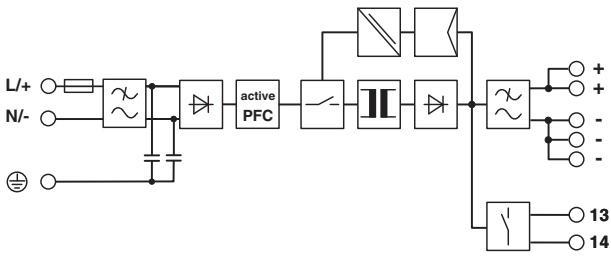 L/+
N/-
active
PFC
+
+
-
-
-
13
14